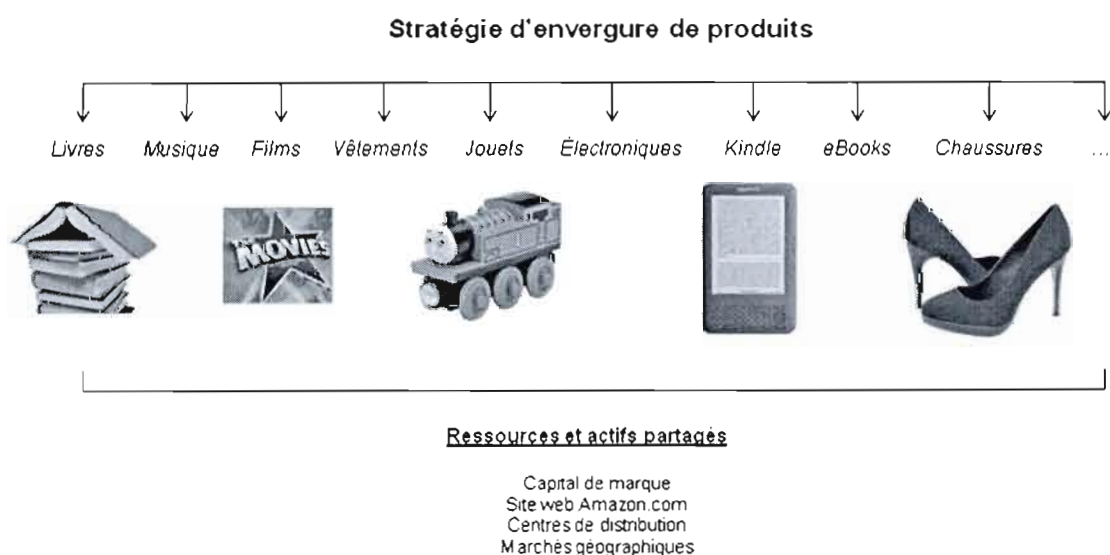 Stratégie d'envergure de produits
Livres Musique Films Vêtements Jouets Électroniques Kindle eBooks Chaussures ...
MOVIES
Ressources et actifs partagés
Capital de marque
Site web Amazon.com
Centres de distribution
Marchés géographiques